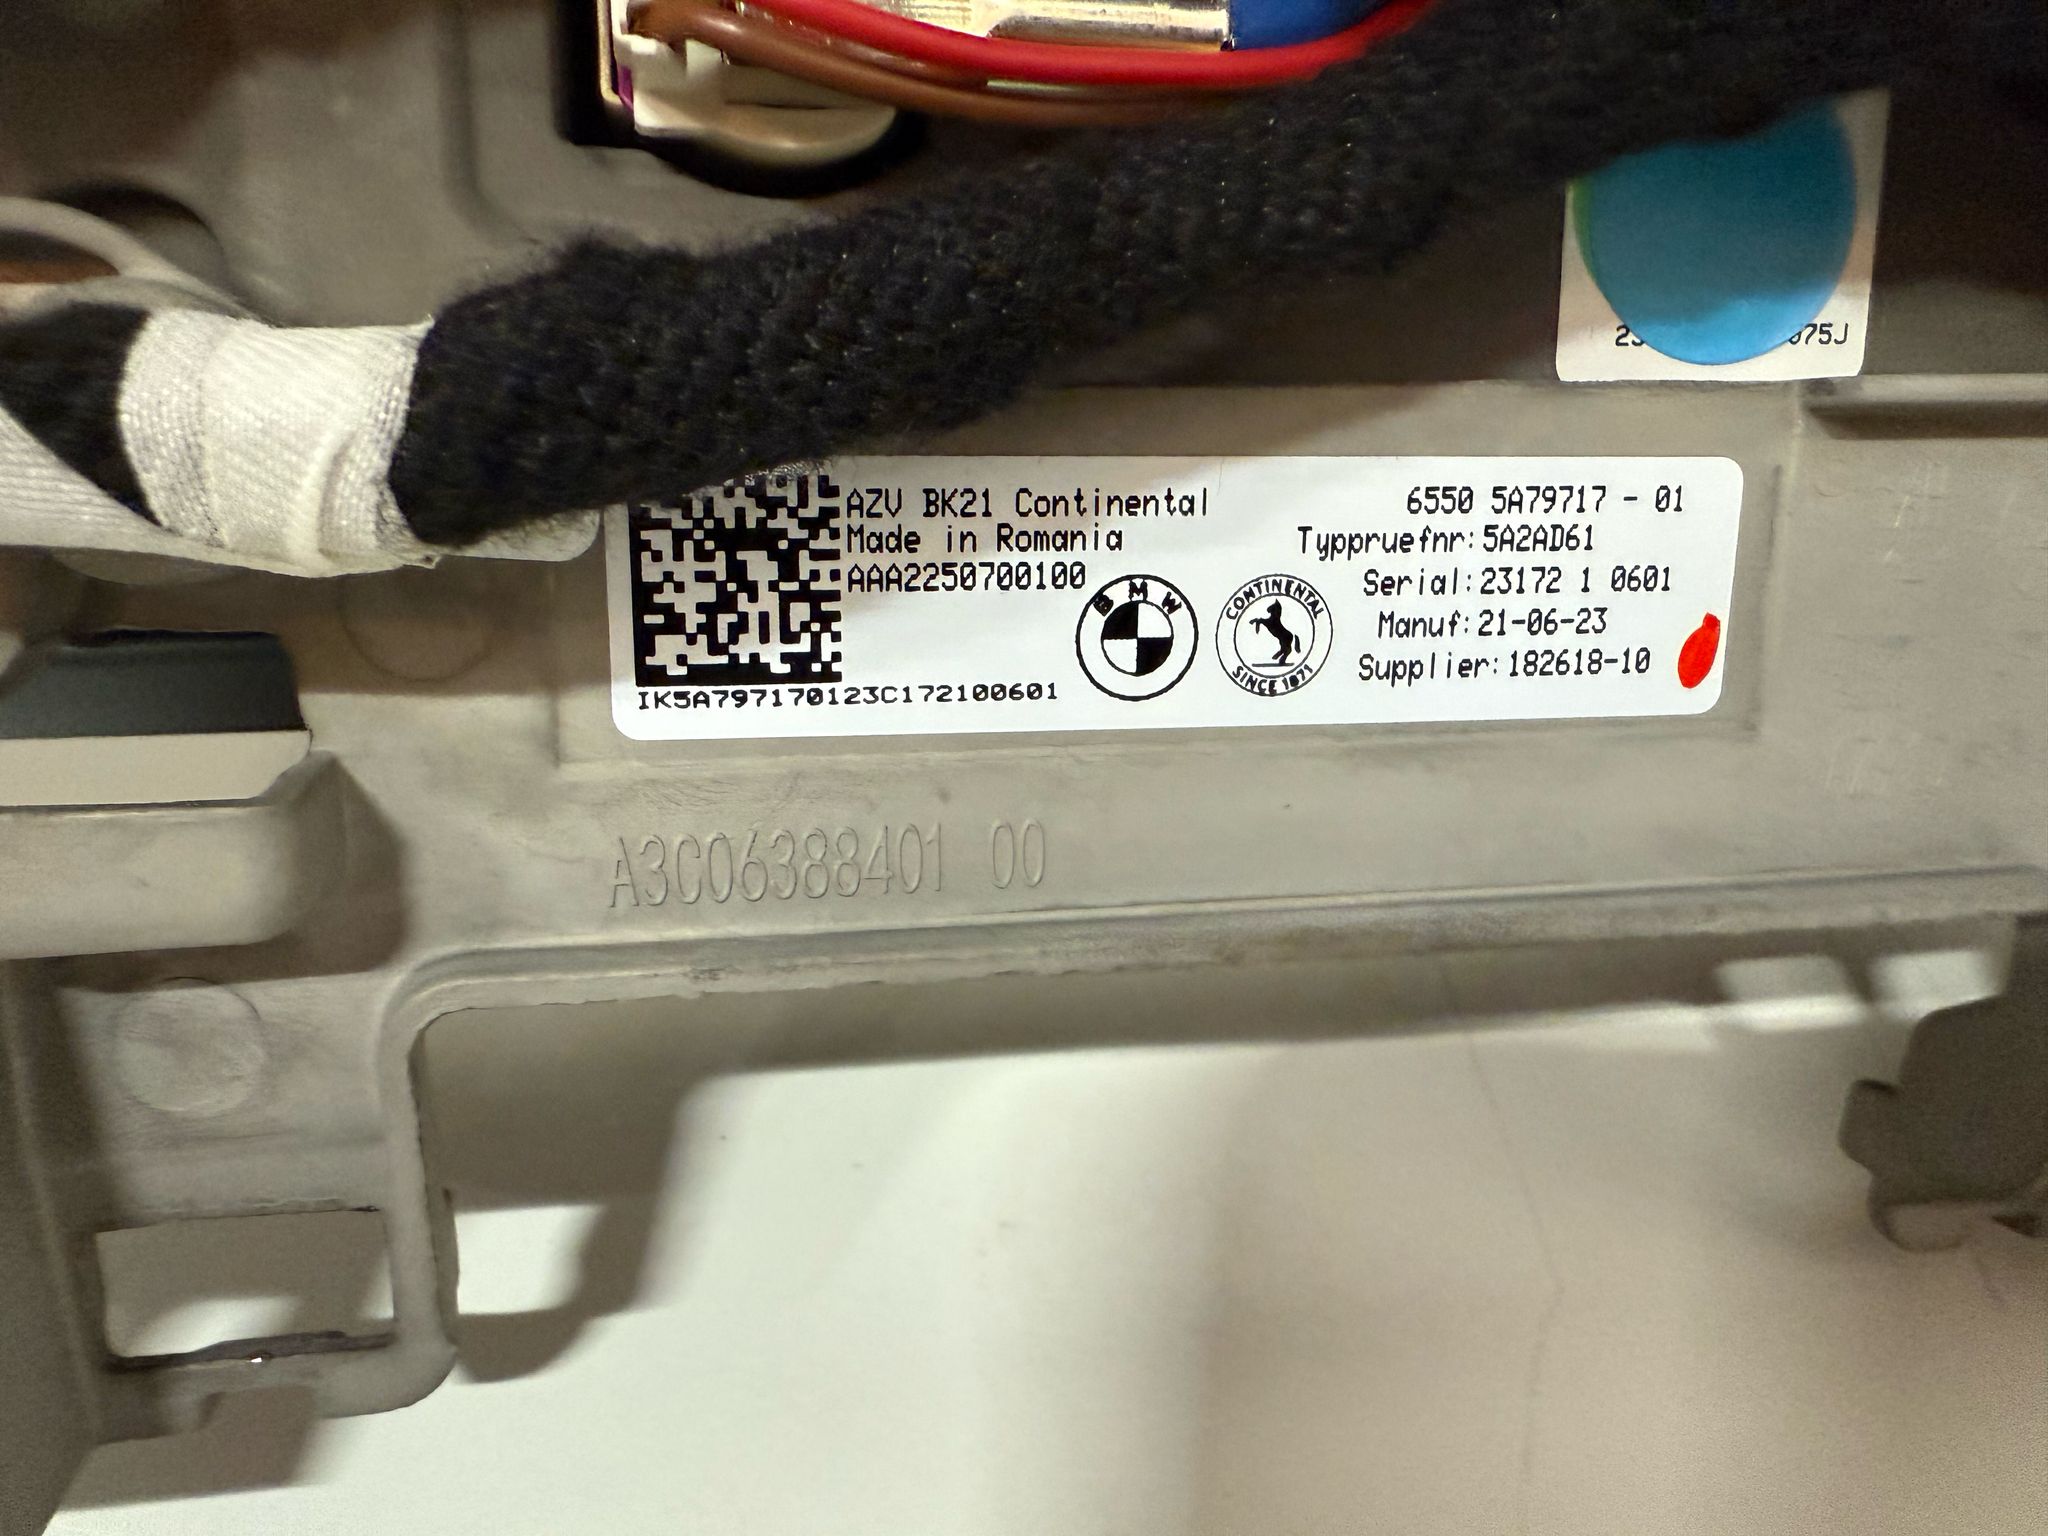 AZV BK21 Continental
Made in Romania
AAA2250700100
6550 5A79717 - 01
Typpruefnr: 5A2AD61
Serial: 23172 1 0601
Manuf: 21-06-23
Supplier: 182618-10
BMW
CONTINENTAL
SINCE 1871
IK5A797170123C172100601
A3C06388401 00